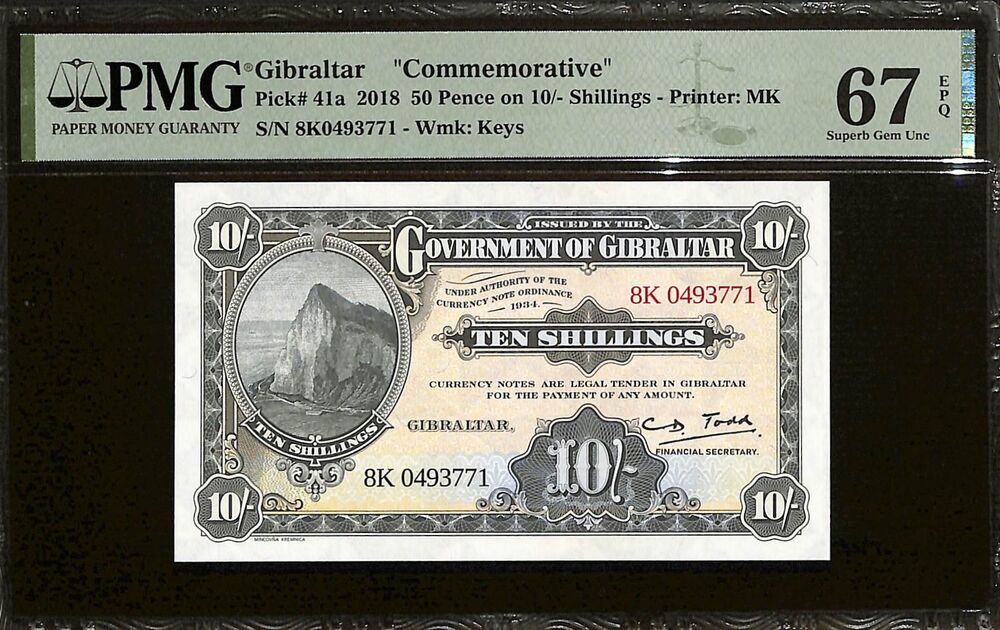 PMG® Gibraltar "Commemorative"
Pick# 41a 2018 50 Pence on 10/- Shillings - Printer: MK
PAPER MONEY GUARANTY
S/N 8K0493771 - Wmk: Keys
67 EPQ
Superb Gem Unc
10/-
10/-
ISSUED BY THE
GOVERNMENT OF GIBRALTAR
UNDER AUTHORITY OF THE
CURRENCY NOTE ORDINANCE
1934.
8K 0493771
TEN SHILLINGS
CURRENCY NOTES ARE LEGAL TENDER IN GIBRALTAR
FOR THE PAYMENT OF ANY AMOUNT.
GIBRALTAR,
C D. Todd
FINANCIAL SECRETARY.
TEN SHILLINGS
8K 0493771
10/-
10/-
10/-
MINCOVŇA KREMNICA